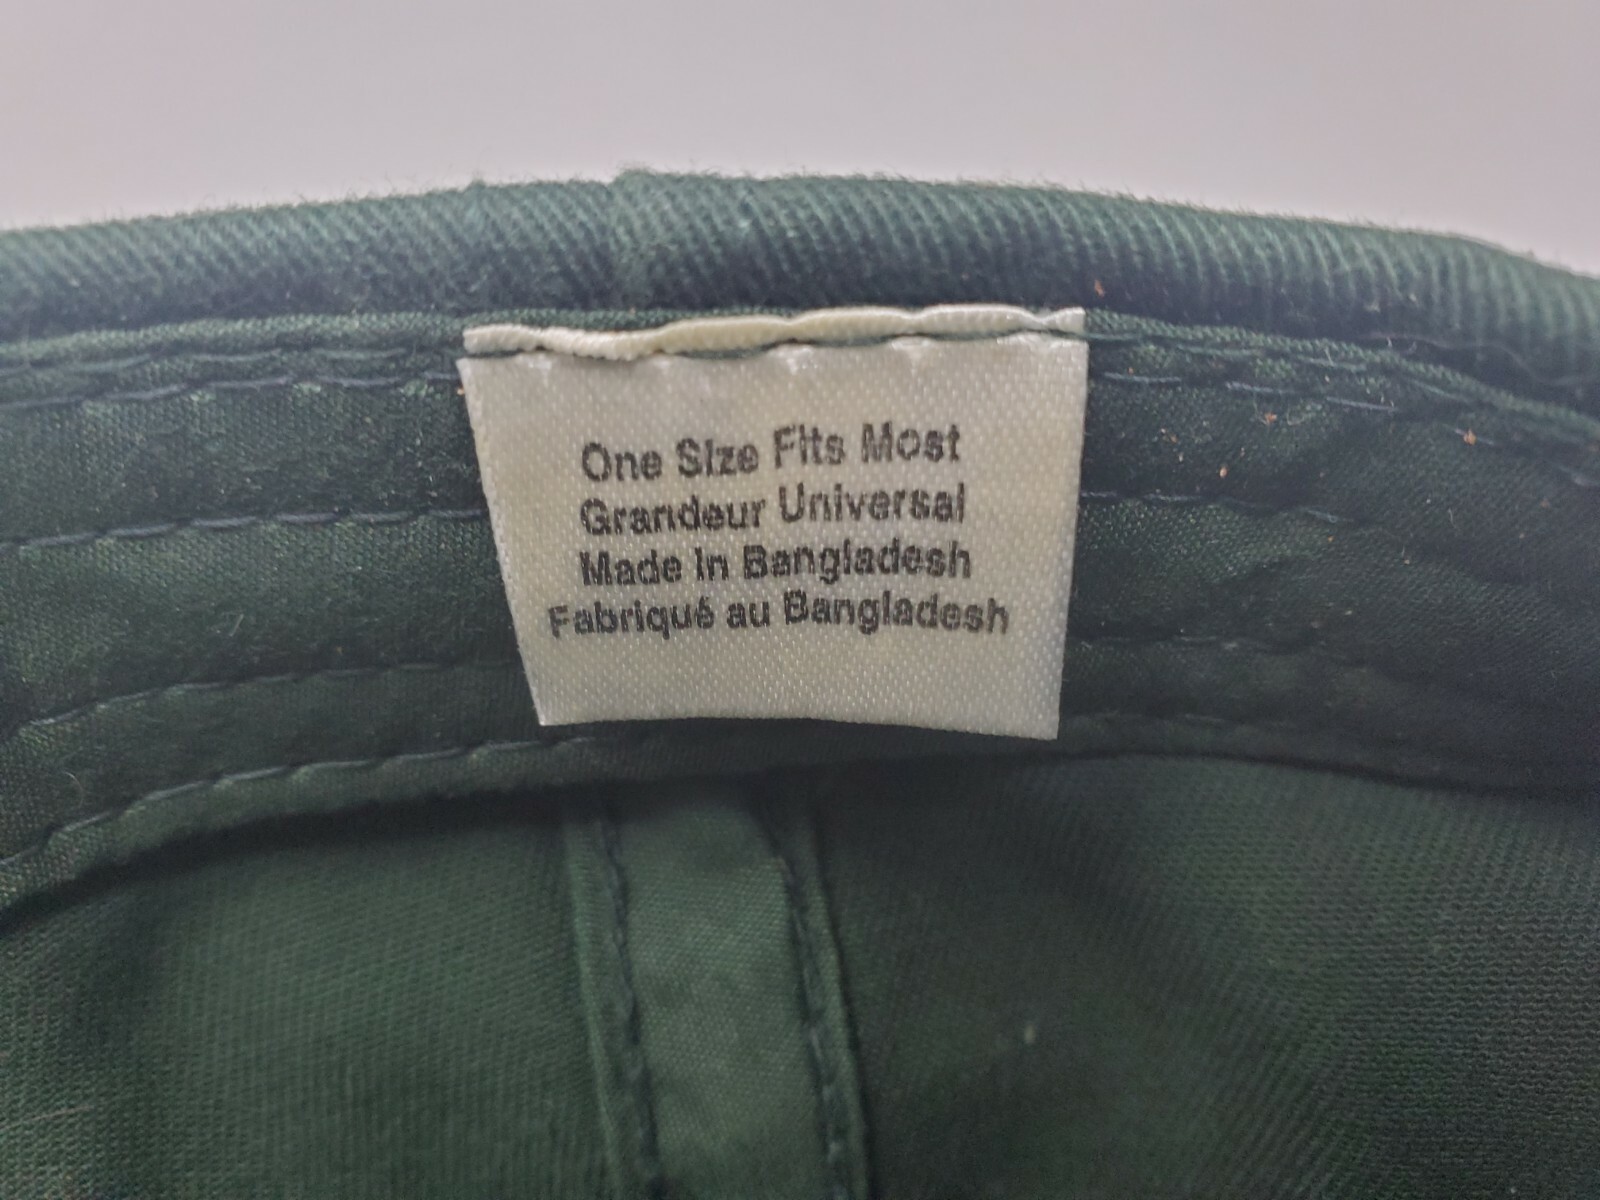 One Size Fits Most
Grandeur Universal
Made In Bangladesh
Fabriqué au Bangladesh